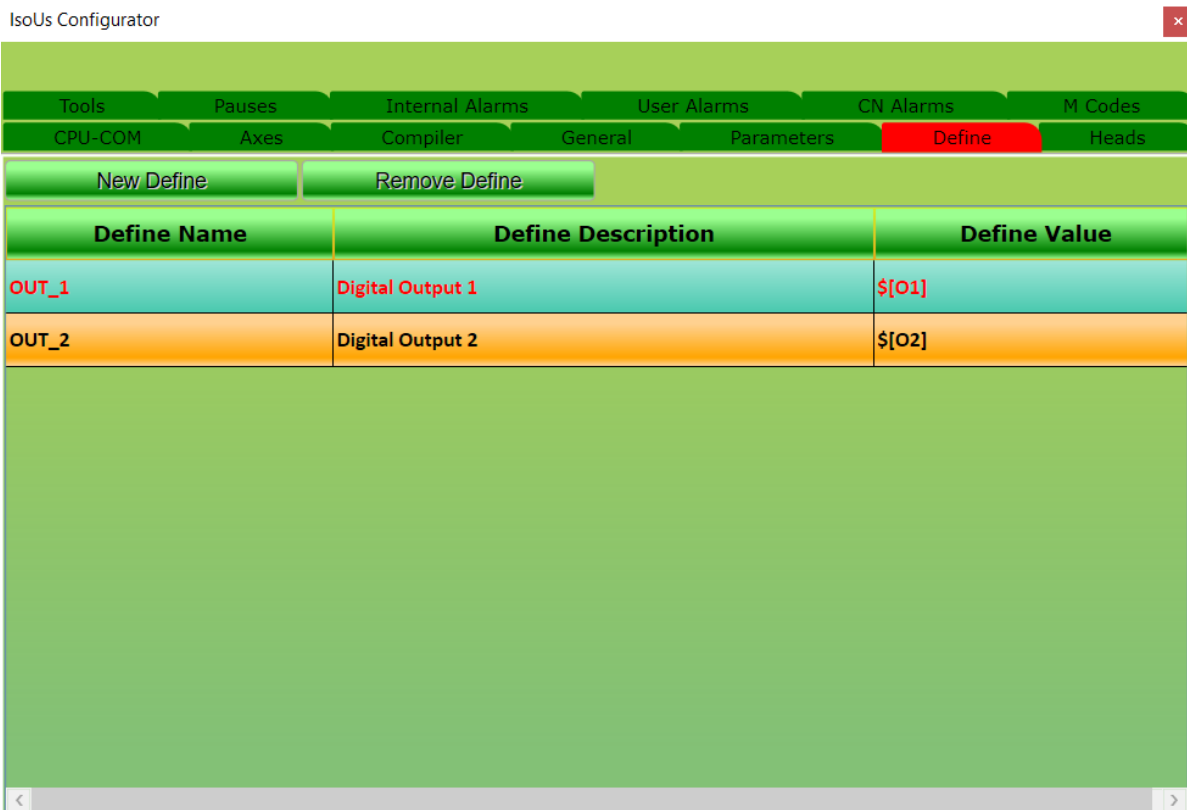 IsoUs Configurator
Tools Pauses Internal Alarms User Alarms CN Alarms M Codes
CPU-COM Axes Compiler General Parameters Define Heads
New Define Remove Define
Define Name Define Description Define Value
OUT_1 Digital Output 1 $[O1]
OUT_2 Digital Output 2 $[O2]